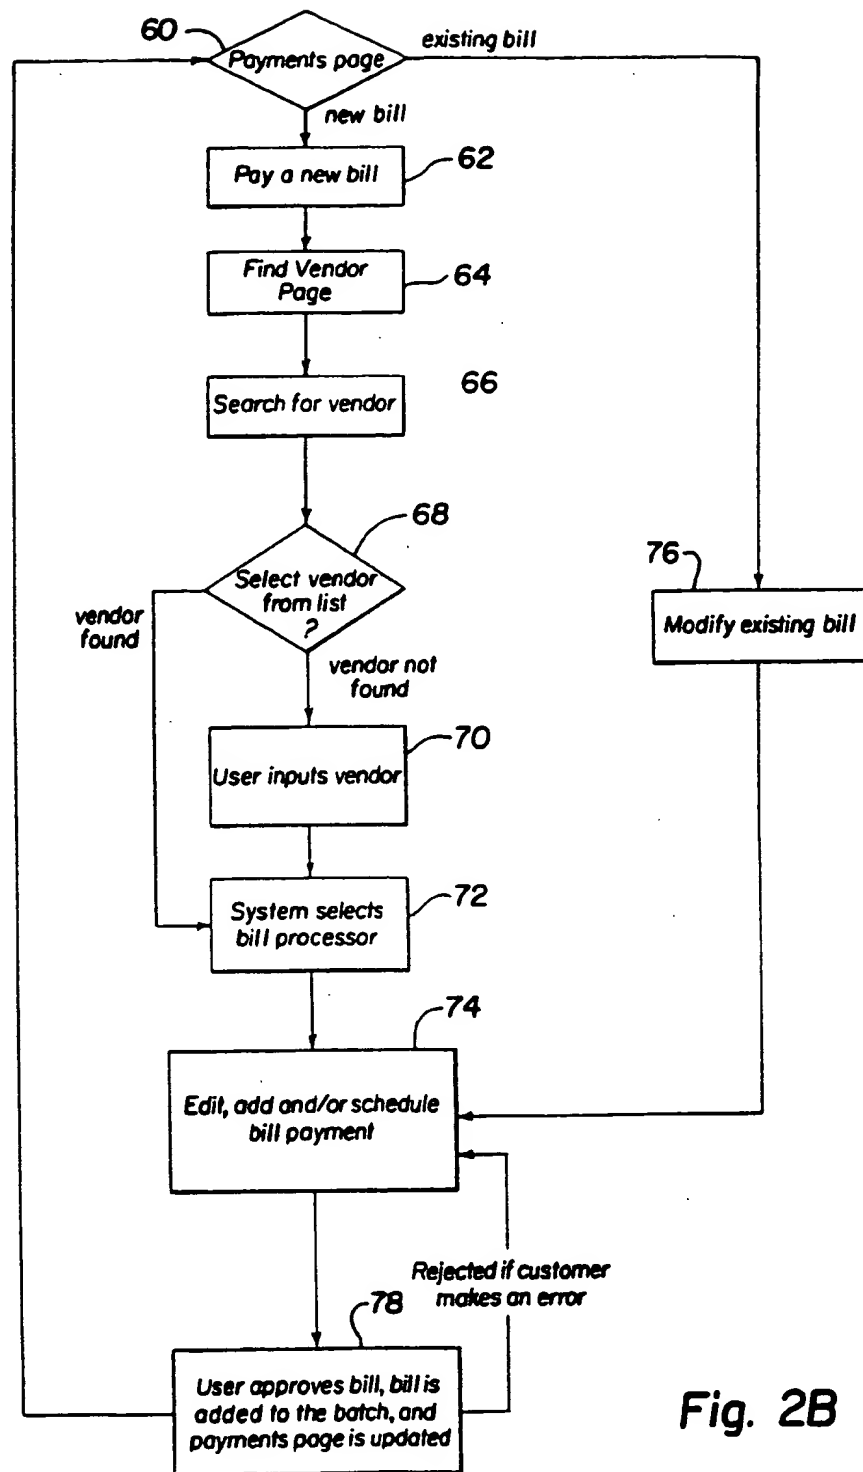 60
Payments page
existing bill
new bill
Pay a new bill
62
Find Vendor
Page
64
Search for vendor
66
68
Select vendor
from list
?
vendor
found
vendor not
found
76
Modify existing bill
User inputs vendor
70
System selects
bill processor
72
74
Edit, add and/or schedule
bill payment
Rejected if customer
makes an error
78
User approves bill, bill is
added to the batch, and
payments page is updated
Fig. 2B